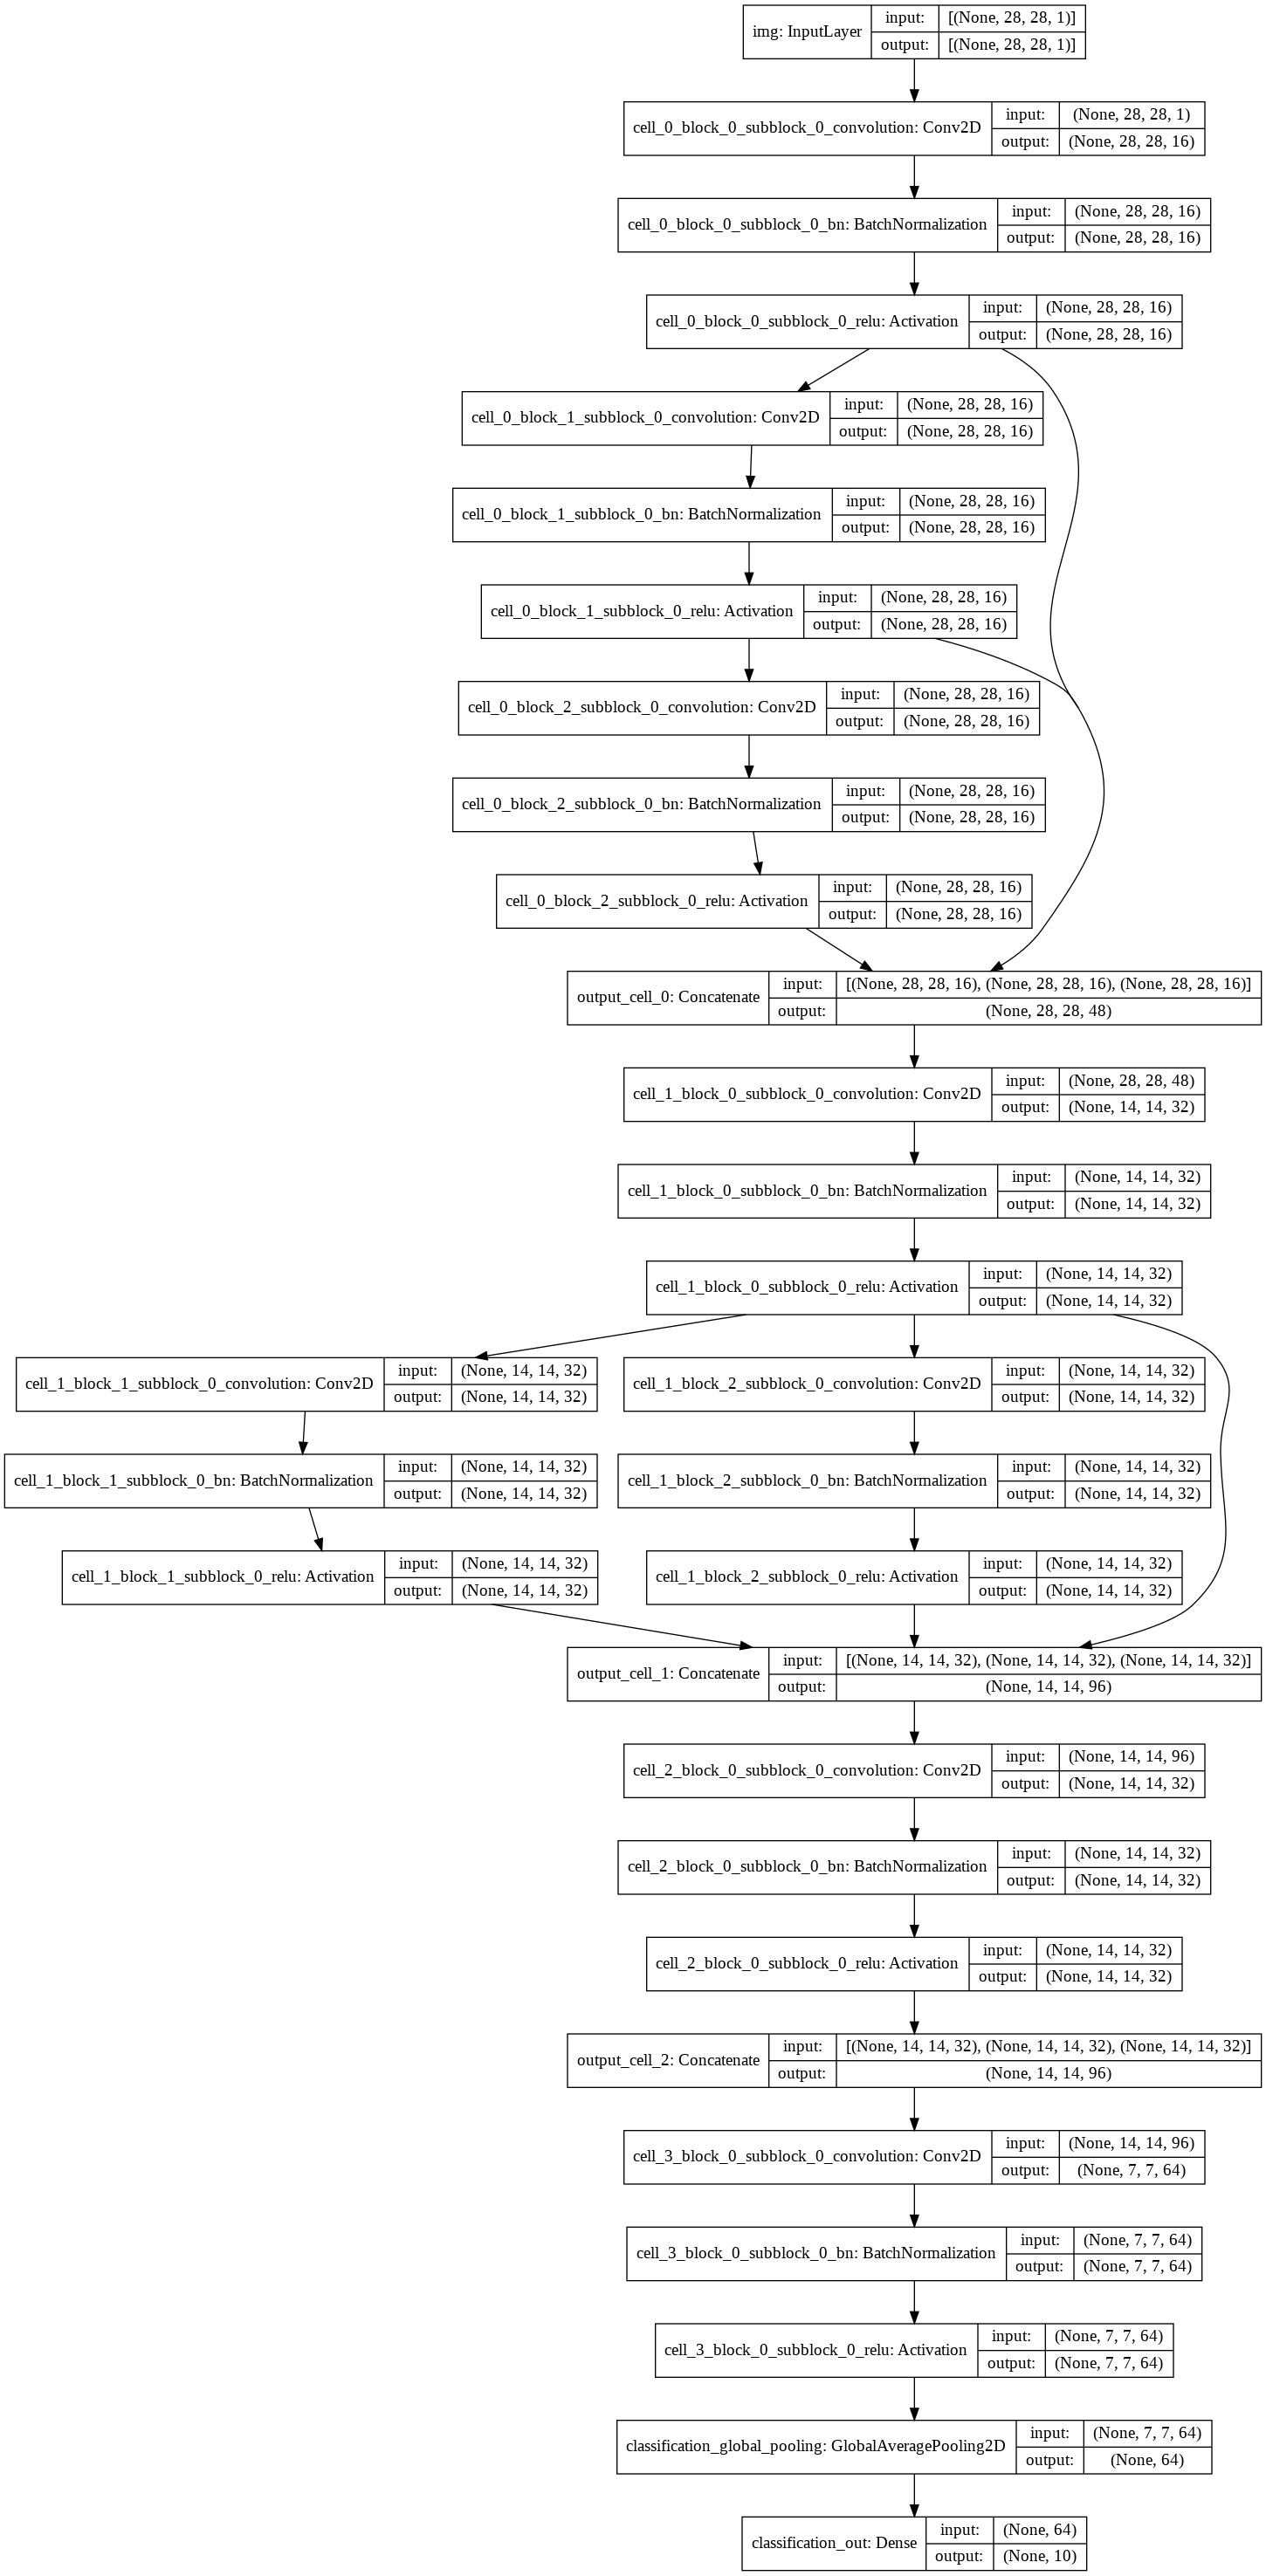 img: InputLayer input: [(None, 28, 28, 1)]
output: [(None, 28, 28, 1)]
cell_0_block_0_subblock_0_convolution: Conv2D input: (None, 28, 28, 1)
output: (None, 28, 28, 16)
cell_0_block_0_subblock_0_bn: BatchNormalization input: (None, 28, 28, 16)
output: (None, 28, 28, 16)
cell_0_block_0_subblock_0_relu: Activation input: (None, 28, 28, 16)
output: (None, 28, 28, 16)
cell_0_block_1_subblock_0_convolution: Conv2D input: (None, 28, 28, 16)
output: (None, 28, 28, 16)
cell_0_block_1_subblock_0_bn: BatchNormalization input: (None, 28, 28, 16)
output: (None, 28, 28, 16)
cell_0_block_1_subblock_0_relu: Activation input: (None, 28, 28, 16)
output: (None, 28, 28, 16)
cell_0_block_2_subblock_0_convolution: Conv2D input: (None, 28, 28, 16)
output: (None, 28, 28, 16)
cell_0_block_2_subblock_0_bn: BatchNormalization input: (None, 28, 28, 16)
output: (None, 28, 28, 16)
cell_0_block_2_subblock_0_relu: Activation input: (None, 28, 28, 16)
output: (None, 28, 28, 16)
output_cell_0: Concatenate input: [(None, 28, 28, 16), (None, 28, 28, 16), (None, 28, 28, 16)]
output: (None, 28, 28, 48)
cell_1_block_0_subblock_0_convolution: Conv2D input: (None, 28, 28, 48)
output: (None, 14, 14, 32)
cell_1_block_0_subblock_0_bn: BatchNormalization input: (None, 14, 14, 32)
output: (None, 14, 14, 32)
cell_1_block_0_subblock_0_relu: Activation input: (None, 14, 14, 32)
output: (None, 14, 14, 32)
cell_1_block_1_subblock_0_convolution: Conv2D input: (None, 14, 14, 32)
output: (None, 14, 14, 32)
cell_1_block_2_subblock_0_convolution: Conv2D input: (None, 14, 14, 32)
output: (None, 14, 14, 32)
cell_1_block_1_subblock_0_bn: BatchNormalization input: (None, 14, 14, 32)
output: (None, 14, 14, 32)
cell_1_block_2_subblock_0_bn: BatchNormalization input: (None, 14, 14, 32)
output: (None, 14, 14, 32)
cell_1_block_1_subblock_0_relu: Activation input: (None, 14, 14, 32)
output: (None, 14, 14, 32)
cell_1_block_2_subblock_0_relu: Activation input: (None, 14, 14, 32)
output: (None, 14, 14, 32)
output_cell_1: Concatenate input: [(None, 14, 14, 32), (None, 14, 14, 32), (None, 14, 14, 32)]
output: (None, 14, 14, 96)
cell_2_block_0_subblock_0_convolution: Conv2D input: (None, 14, 14, 96)
output: (None, 14, 14, 32)
cell_2_block_0_subblock_0_bn: BatchNormalization input: (None, 14, 14, 32)
output: (None, 14, 14, 32)
cell_2_block_0_subblock_0_relu: Activation input: (None, 14, 14, 32)
output: (None, 14, 14, 32)
output_cell_2: Concatenate input: [(None, 14, 14, 32), (None, 14, 14, 32), (None, 14, 14, 32)]
output: (None, 14, 14, 96)
cell_3_block_0_subblock_0_convolution: Conv2D input: (None, 14, 14, 96)
output: (None, 7, 7, 64)
cell_3_block_0_subblock_0_bn: BatchNormalization input: (None, 7, 7, 64)
output: (None, 7, 7, 64)
cell_3_block_0_subblock_0_relu: Activation input: (None, 7, 7, 64)
output: (None, 7, 7, 64)
classification_global_pooling: GlobalAveragePooling2D input: (None, 7, 7, 64)
output: (None, 64)
classification_out: Dense input: (None, 64)
output: (None, 10)